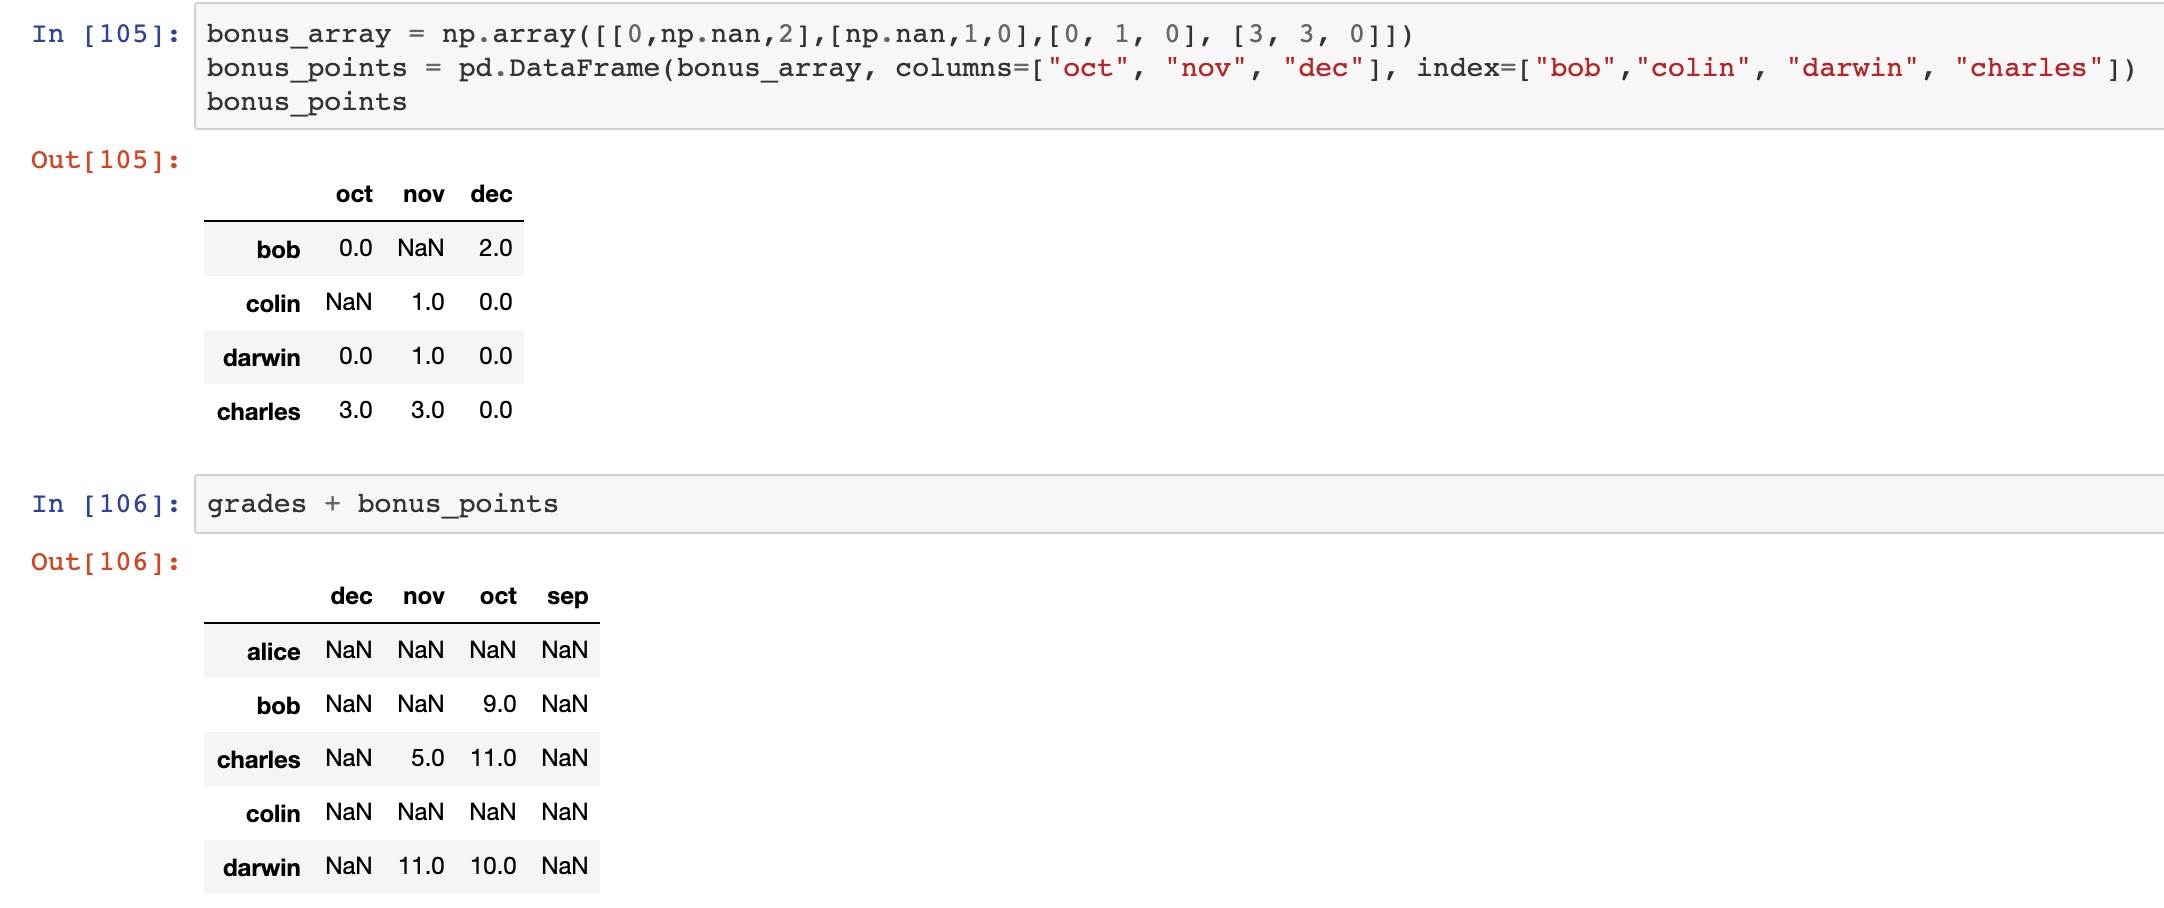 In [105]: bonus_array = np.array([[0,np.nan,2],[np.nan,1,0],[0, 1, 0], [3, 3, 0]])
bonus_points = pd.DataFrame(bonus_array, columns=["oct", "nov", "dec"], index=["bob","colin", "darwin", "charles"])
bonus_points
Out[105]:
oct nov dec
bob 0.0 NaN 2.0
colin NaN 1.0 0.0
darwin 0.0 1.0 0.0
charles 3.0 3.0 0.0
In [106]: grades + bonus_points
Out[106]:
dec nov oct sep
alice NaN NaN NaN NaN
bob NaN NaN 9.0 NaN
charles NaN 5.0 11.0 NaN
colin NaN NaN NaN NaN
darwin NaN 11.0 10.0 NaN